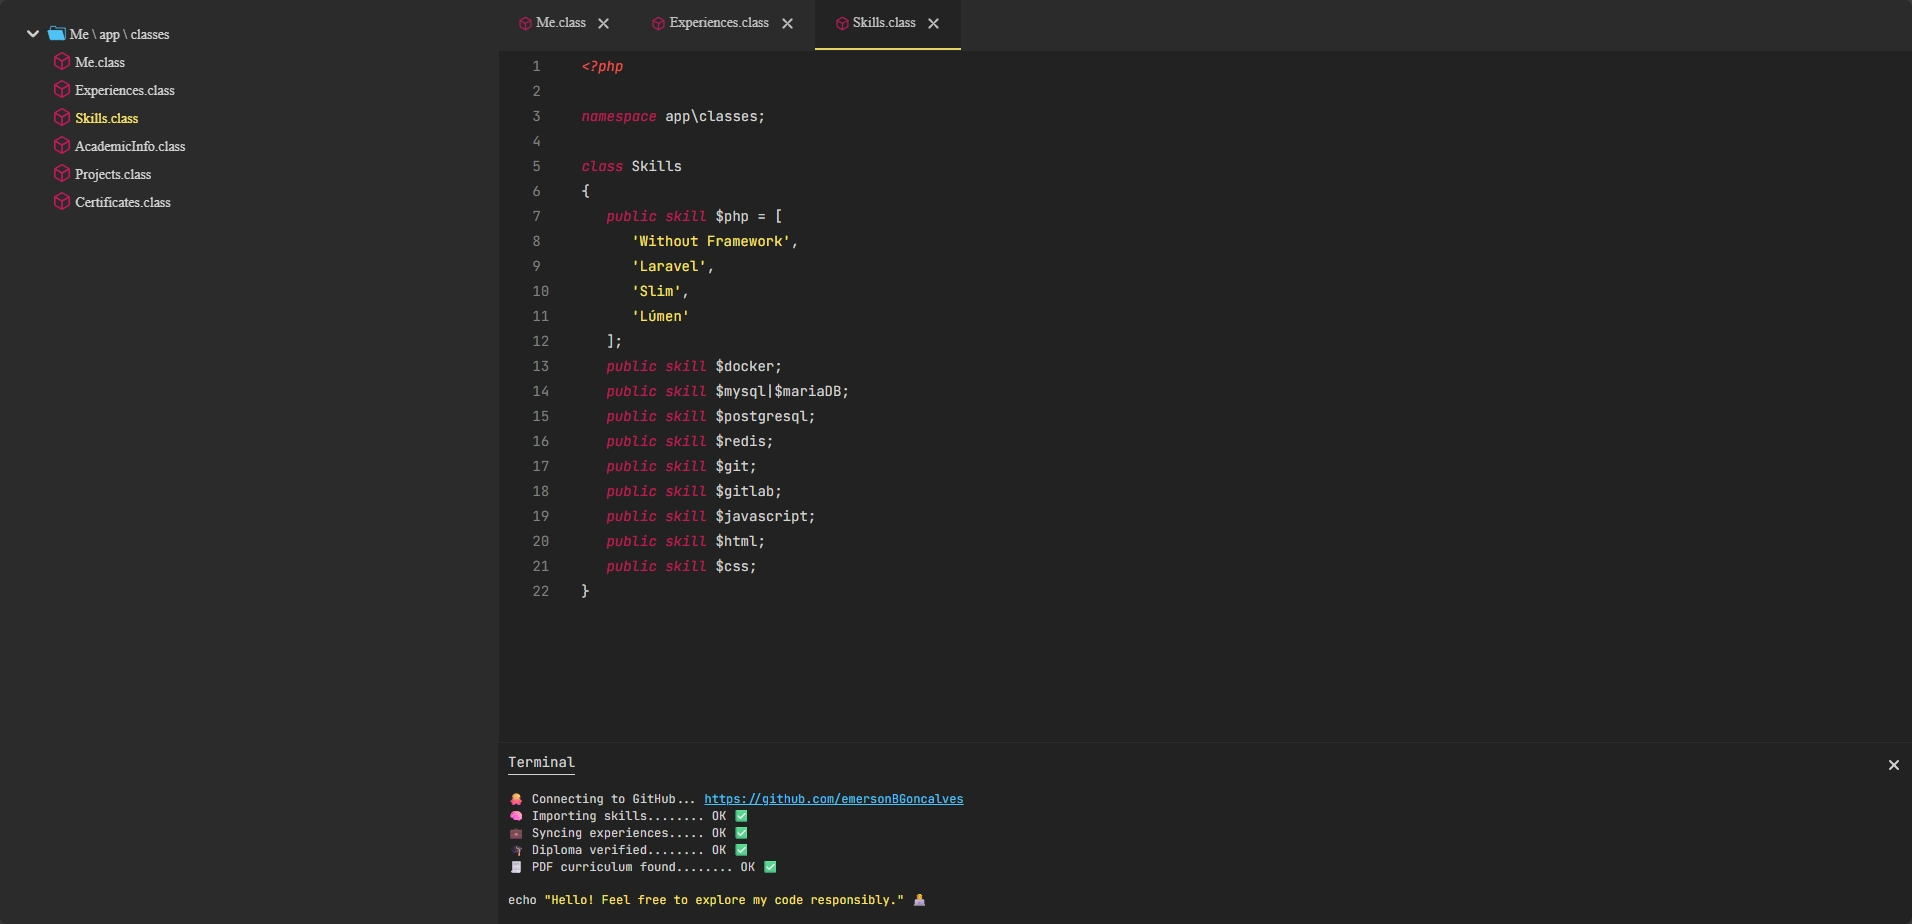 Me \ app \ classes
Me.class
Experiences.class
Skills.class
AcademicInfo.class
Projects.class
Certificates.class
Me.class
Experiences.class
Skills.class
1 <?php
2
3 namespace app\classes;
4
5 class Skills
6 {
7 public skill $php = [
8 'Without Framework',
9 'Laravel',
10 'Slim',
11 'Lúmen'
12 ];
13 public skill $docker;
14 public skill $mysql|$mariaDB;
15 public skill $postgresql;
16 public skill $redis;
17 public skill $git;
18 public skill $gitlab;
19 public skill $javascript;
20 public skill $html;
21 public skill $css;
22 }
Terminal
Connecting to GitHub... https://github.com/emersonBGoncalves
Importing skills........ OK ✅
Syncing experiences..... OK ✅
Diploma verified........ OK ✅
PDF curriculum found........ OK ✅
echo "Hello! Feel free to explore my code responsibly."